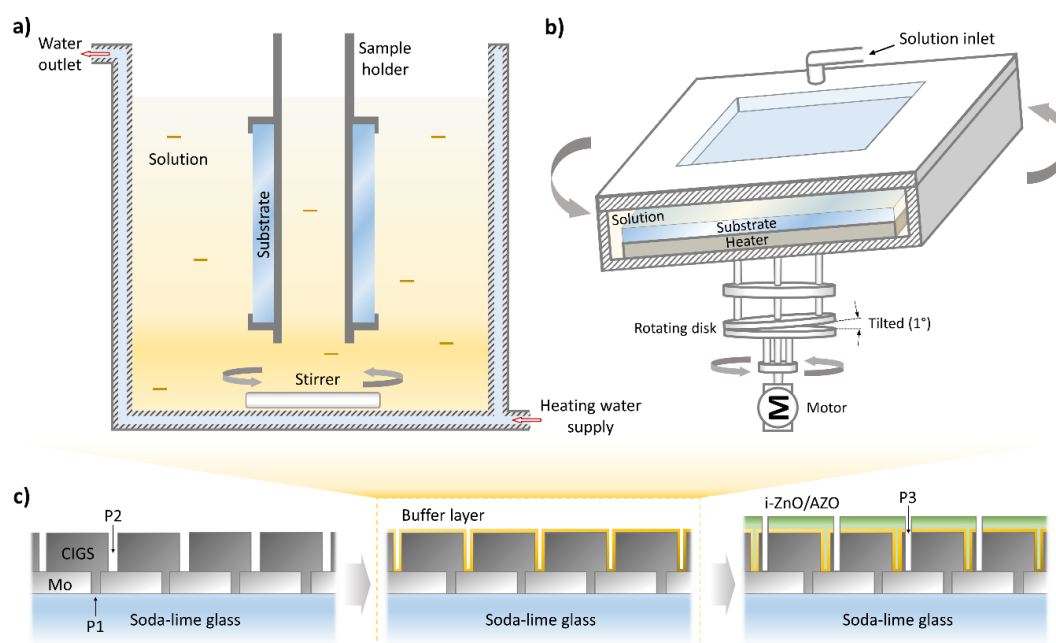 a)
Water
outlet
Sample
holder
Solution
Substrate
Stirrer
Heating water
supply
b)
Solution inlet
Solution
Substrate
Heater
Rotating disk
Tilted (1°)
M
Motor
c)
P2
CIGS
Mo
P1
Soda-lime glass
Buffer layer
Soda-lime glass
i-ZnO/AZO
P3
Soda-lime glass